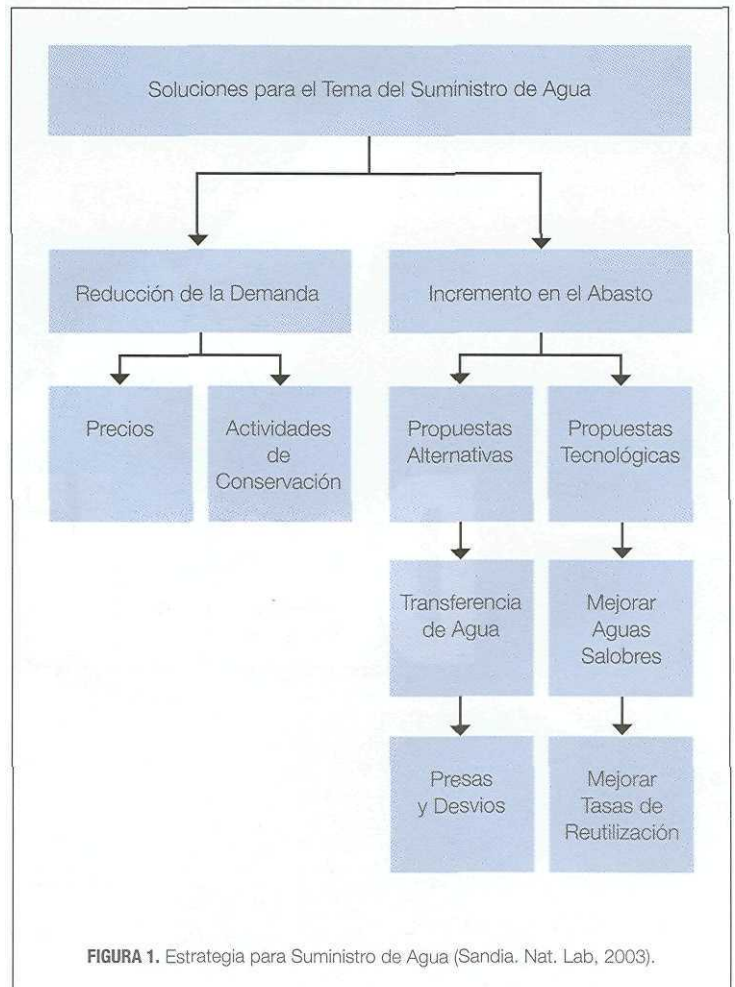 Soluciones para el Tema del Suministro de Agua
Reducción de la Demanda
Incremento en el Abasto
Precios
Actividades
de
Conservación
Propuestas
Alternativas
Propuestas
Tecnológicas
Transferencia
de Agua
Mejorar
Aguas
Salobres
Presas
y Desvios
Mejorar
Tasas de
Reutilización
FIGURA 1. Estrategia para Suministro de Agua (Sandia. Nat. Lab, 2003).